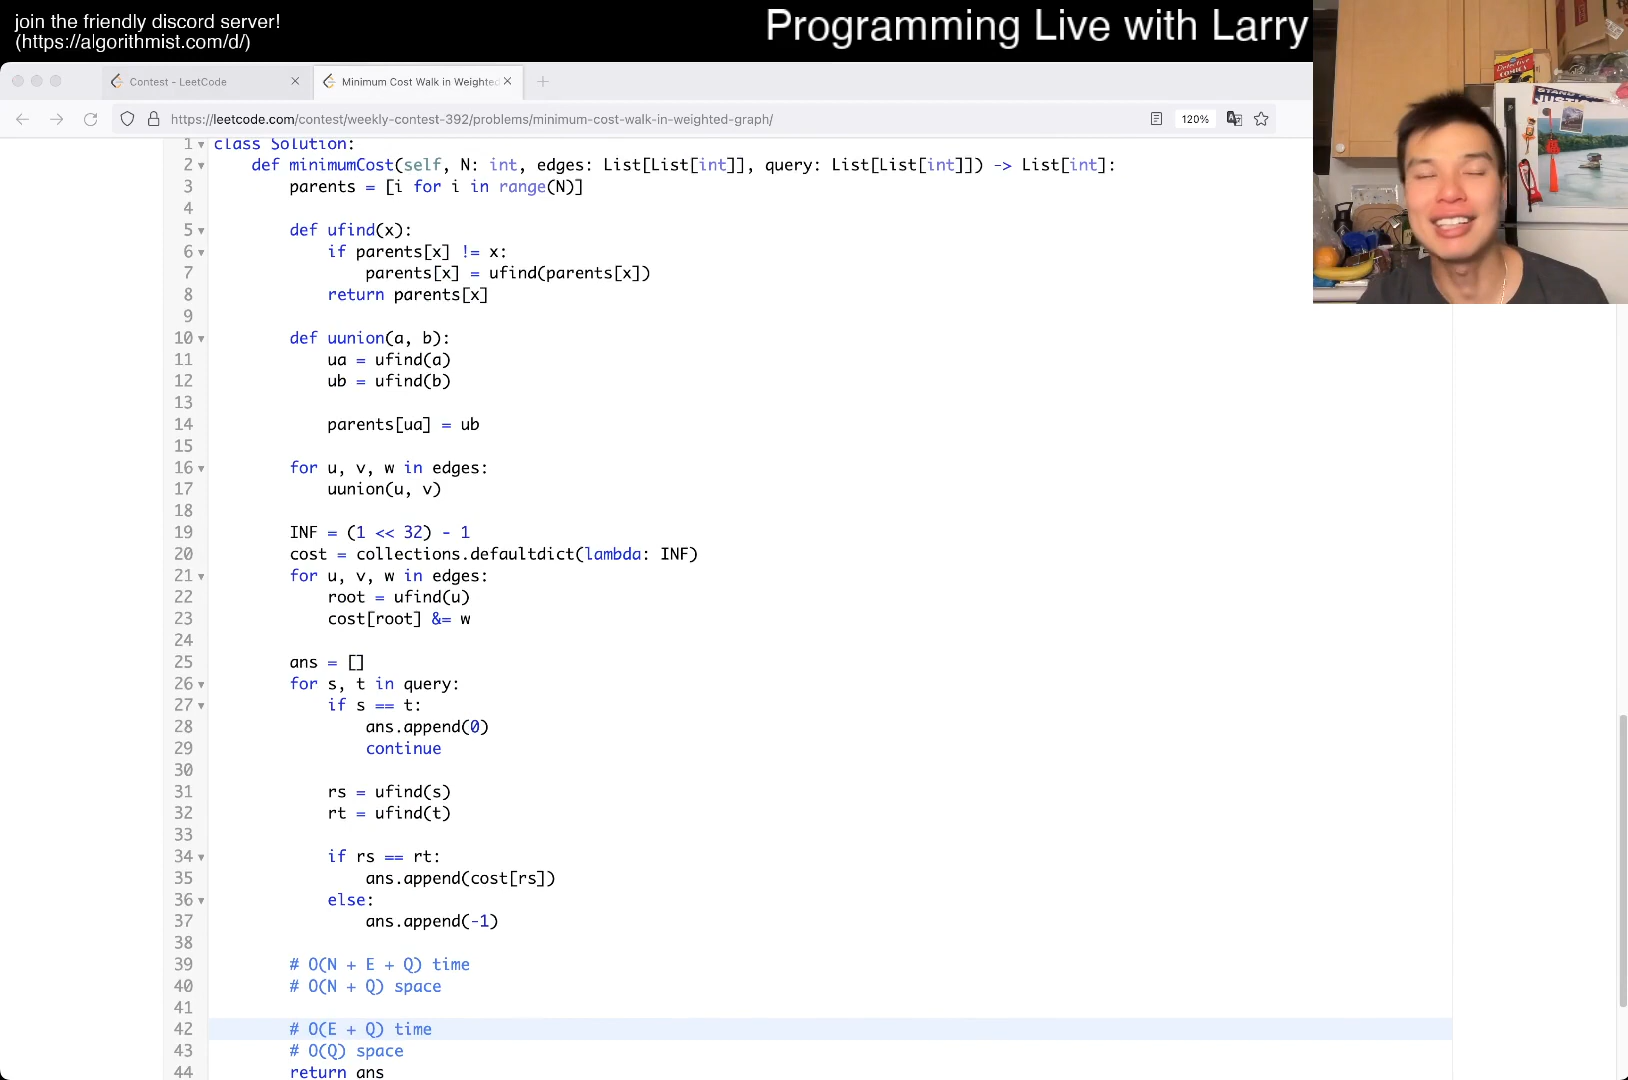 join the friendly discord server!
(https://algorithmist.com/d/)
Programming Live with Larry
Contest - LeetCode
Minimum Cost Walk in Weighted
https://leetcode.com/contest/weekly-contest-392/problems/minimum-cost-walk-in-weighted-graph/
120%
1 class Solution:
2 def minimumCost(self, N: int, edges: List[List[int]], query: List[List[int]]) -> List[int]:
3 parents = [i for i in range(N)]
4
5 def ufind(x):
6 if parents[x] != x:
7 parents[x] = ufind(parents[x])
8 return parents[x]
9
10 def uunion(a, b):
11 ua = ufind(a)
12 ub = ufind(b)
13
14 parents[ua] = ub
15
16 for u, v, w in edges:
17 uunion(u, v)
18
19 INF = (1 << 32) - 1
20 cost = collections.defaultdict(lambda: INF)
21 for u, v, w in edges:
22 root = ufind(u)
23 cost[root] &= w
24
25 ans = []
26 for s, t in query:
27 if s == t:
28 ans.append(0)
29 continue
30
31 rs = ufind(s)
32 rt = ufind(t)
33
34 if rs == rt:
35 ans.append(cost[rs])
36 else:
37 ans.append(-1)
38
39 # O(N + E + Q) time
40 # O(N + Q) space
41
42 # O(E + Q) time
43 # O(Q) space
44 return ans